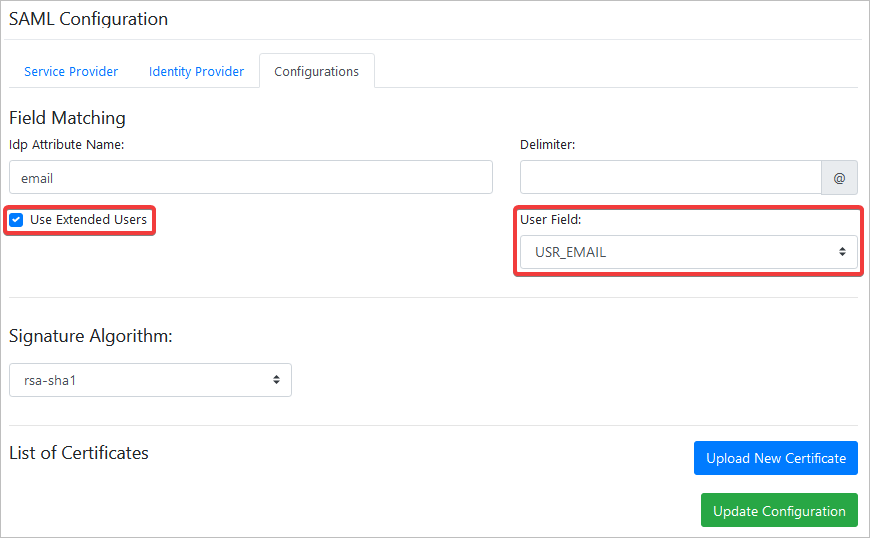 SAML Configuration
Service Provider
Identity Provider
Configurations
Field Matching
Idp Attribute Name:
Delimiter:
email
@
Use Extended Users
User Field:
USR_EMAIL
Signature Algorithm:
rsa-sha1
List of Certificates
Upload New Certificate
Update Configuration